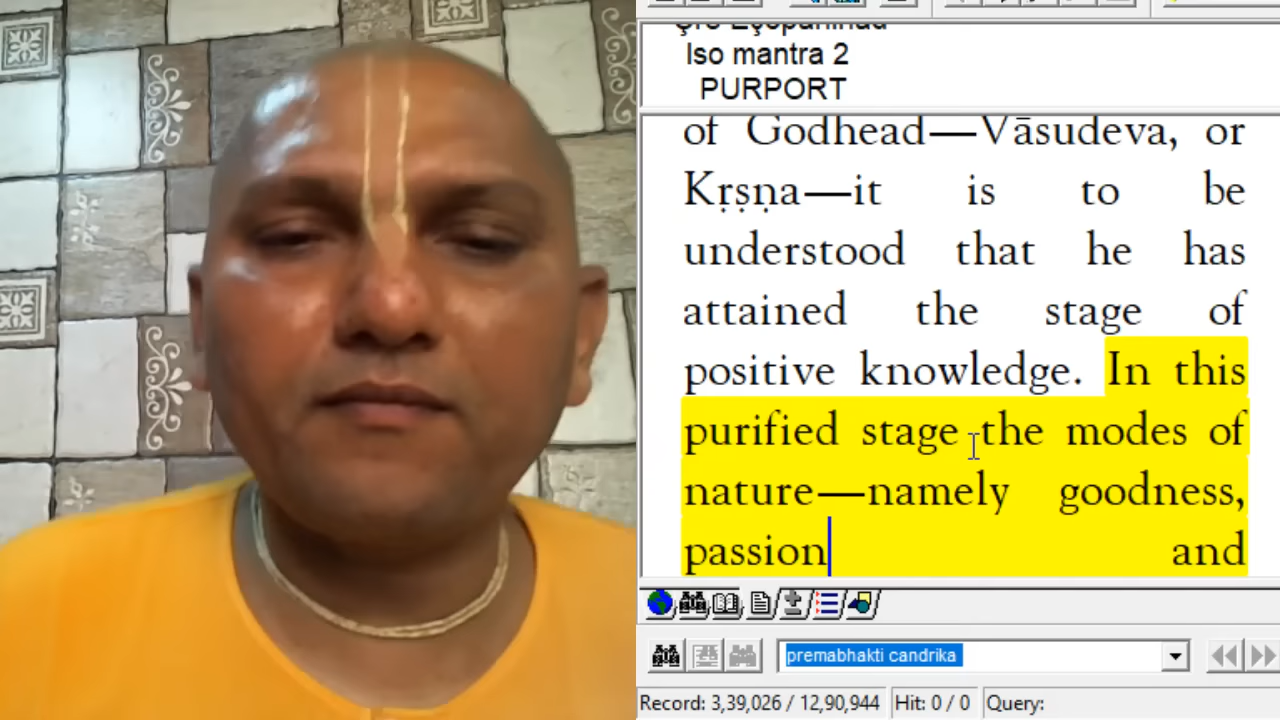 Iso mantra 2
PURPORT
of Godhead—Vāsudeva, or
Kṛṣṇa—it is to be
understood that he has
attained the stage of
positive knowledge. In this
purified stage the modes of
nature—namely goodness,
passion and
premabhakti candrika
Record: 3,39,026 / 12,90,944 Hit: 0 / 0 Query: